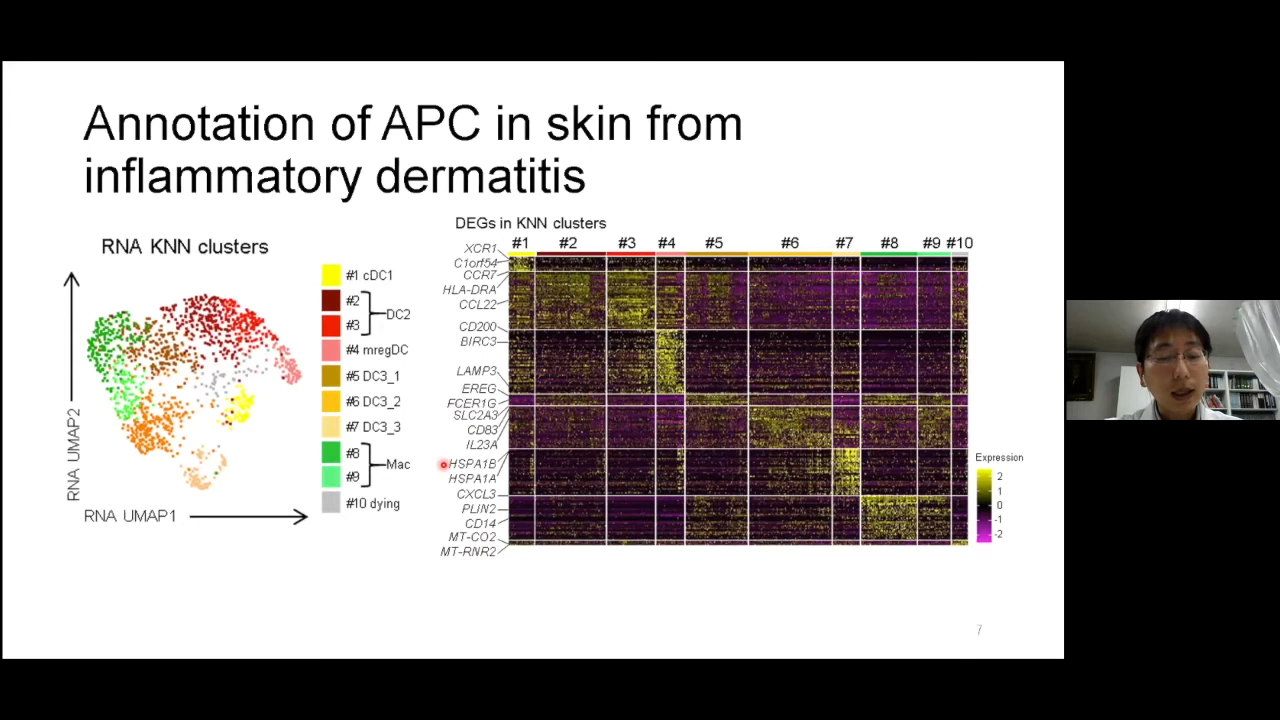 Annotation of APC in skin from
inflammatory dermatitis
RNA KNN clusters
RNA UMAP2
RNA UMAP1
#1 cDC1
#2
#3
DC2
#4 mregDC
#5 DC3_1
#6 DC3_2
#7 DC3_3
#8
#9
Mac
#10 dying
DEGs in KNN clusters
#1 #2 #3 #4 #5 #6 #7 #8 #9 #10
XCR1
C1orf54
CCR7
HLA-DRA
CCL22
CD200
BIRC3
LAMP3
EREG
FCER1G
SLC2A3
CD83
IL23A
HSPA1B
HSPA1A
CXCL3
PLIN2
CD14
MT-CO2
MT-RNR2
Expression
2
1
0
-1
-2
7